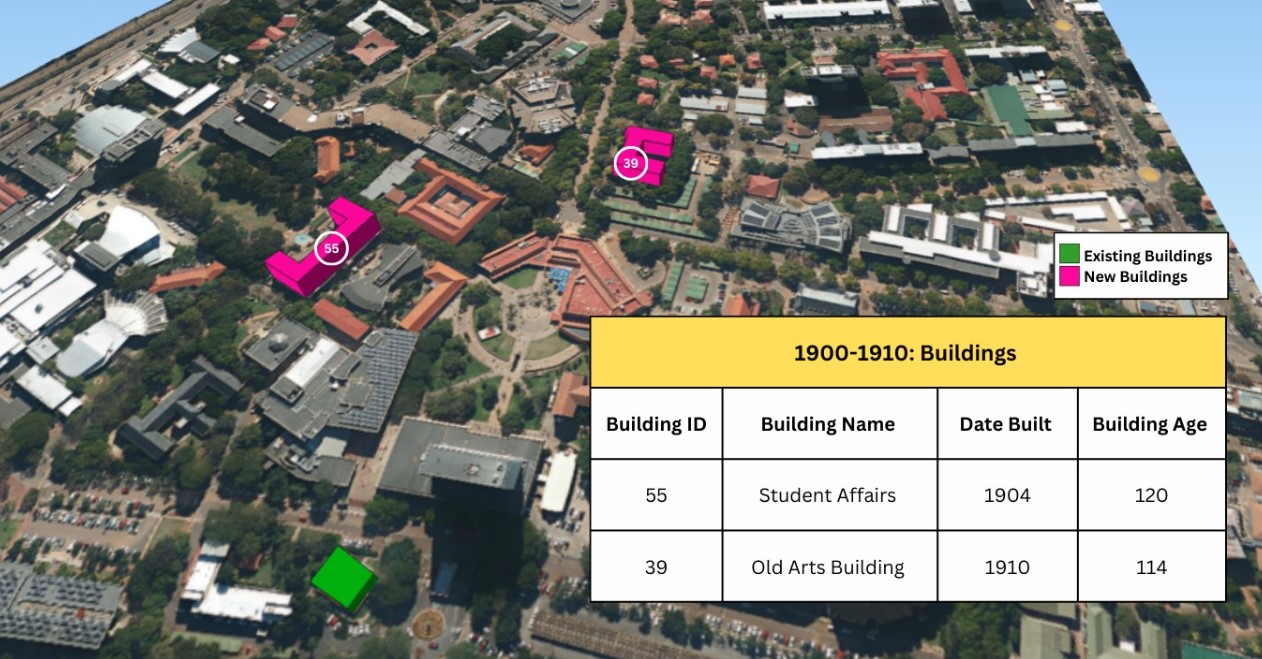 39
55
Existing Buildings
New Buildings
1900-1910: Buildings
Building ID Building Name Date Built Building Age
55 Student Affairs 1904 120
39 Old Arts Building 1910 114